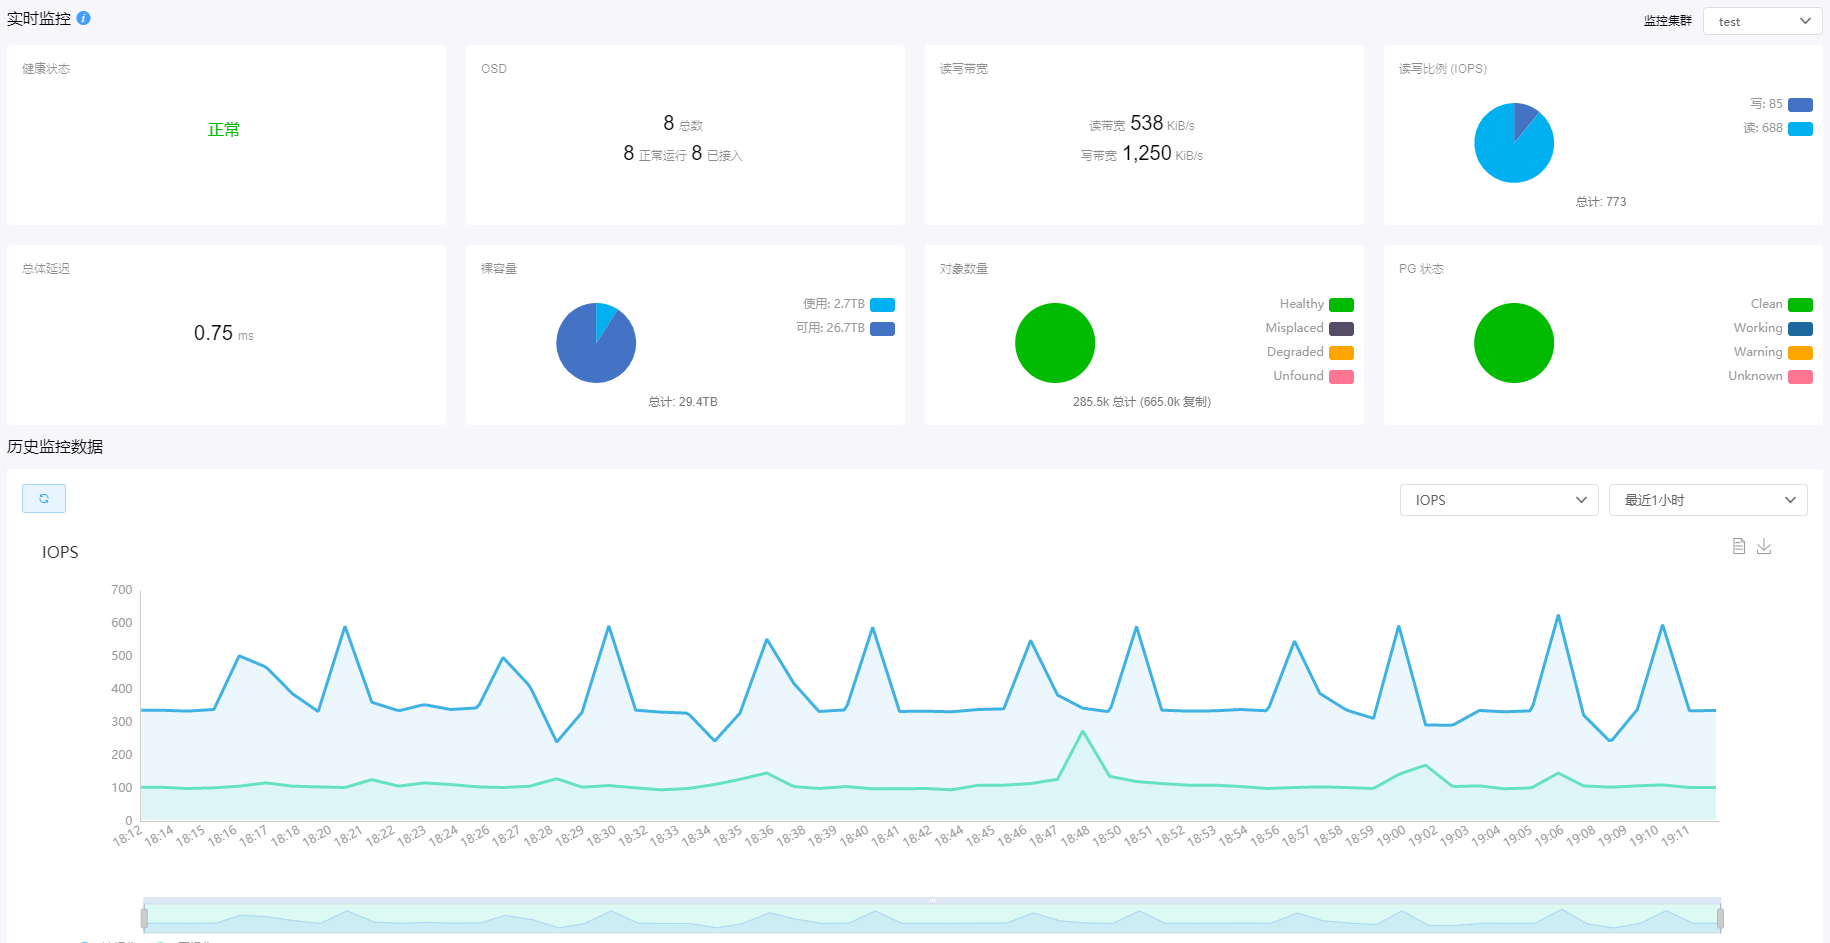 实时监控
监控集群 test
健康状态
正常
OSD
8 总数
8 正常运行 8 已接入
读写带宽
读带宽 538 KiB/s
写带宽 1,250 KiB/s
读写比例 (IOPS)
写: 85
读: 688
总计: 773
总体延迟
0.75 ms
裸容量
使用: 2.7TB
可用: 26.7TB
总计: 29.4TB
对象数量
Healthy
Misplaced
Degraded
Unfound
285.5k 总计 (665.0k 复制)
PG 状态
Clean
Working
Warning
Unknown
历史监控数据
IOPS 最近1小时
IOPS
700
600
500
400
300
200
100
0
18:12 18:14 18:15 18:16 18:17 18:18 18:20 18:21 18:22 18:23 18:24 18:26 18:27 18:28 18:29 18:30 18:32 18:33 18:34 18:35 18:36 18:38 18:39 18:40 18:41 18:42 18:44 18:45 18:46 18:47 18:48 18:50 18:51 18:52 18:53 18:54 18:56 18:57 18:58 18:59 19:00 19:02 19:03 19:04 19:05 19:06 19:08 19:09 19:10 19:11